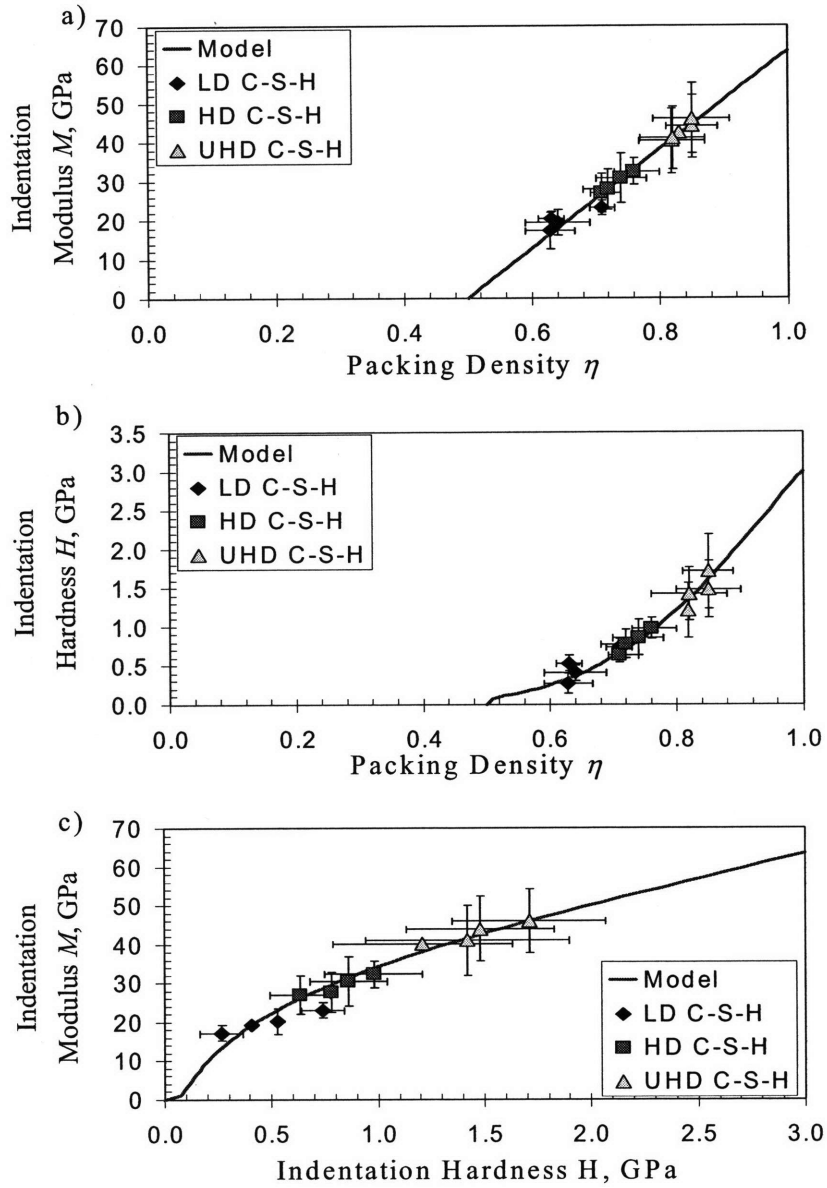 a)
70
60
50
40
30
20
10
0
Indentation
Modulus M, GPa
Model
LD C-S-H
HD C-S-H
UHD C-S-H
0.0 0.2 0.4 0.6 0.8 1.0
Packing Density η
b)
3.5
3.0
2.5
2.0
1.5
1.0
0.5
0.0
Indentation
Hardness H, GPa
Model
LD C-S-H
HD C-S-H
UHD C-S-H
0.0 0.2 0.4 0.6 0.8 1.0
Packing Density η
c)
70
60
50
40
30
20
10
0
Indentation
Modulus M, GPa
Model
LD C-S-H
HD C-S-H
UHD C-S-H
0.0 0.5 1.0 1.5 2.0 2.5 3.0
Indentation Hardness H, GPa